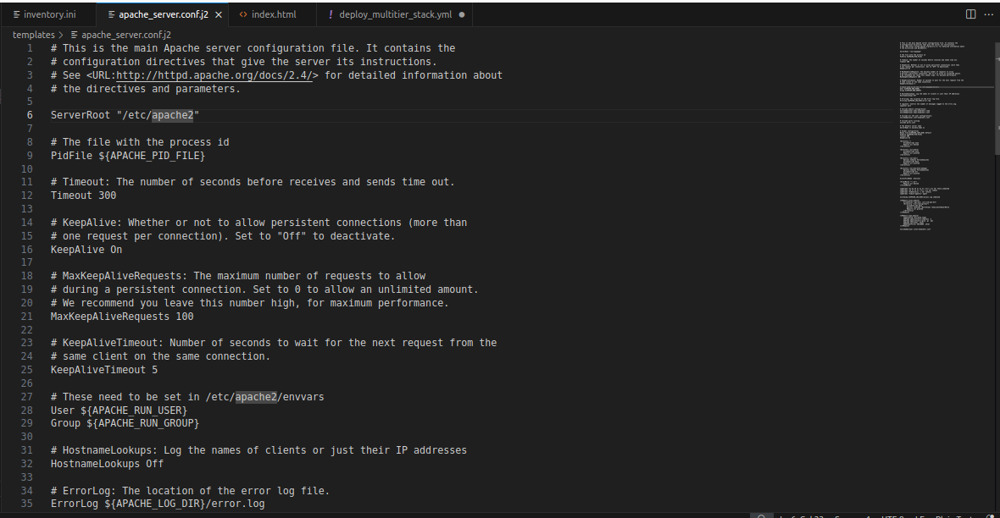 inventory.ini
apache_server.conf.j2
index.html
deploy_multitier_stack.yml
templates > apache_server.conf.j2
1 # This is the main Apache server configuration file. It contains the
2 # configuration directives that give the server its instructions.
3 # See <URL:http://httpd.apache.org/docs/2.4/> for detailed information about
4 # the directives and parameters.
5
6 ServerRoot "/etc/apache2"
7
8 # The file with the process id
9 PidFile ${APACHE_PID_FILE}
10
11 # Timeout: The number of seconds before receives and sends time out.
12 Timeout 300
13
14 # KeepAlive: Whether or not to allow persistent connections (more than
15 # one request per connection). Set to "Off" to deactivate.
16 KeepAlive On
17
18 # MaxKeepAliveRequests: The maximum number of requests to allow
19 # during a persistent connection. Set to 0 to allow an unlimited amount.
20 # We recommend you leave this number high, for maximum performance.
21 MaxKeepAliveRequests 100
22
23 # KeepAliveTimeout: Number of seconds to wait for the next request from the
24 # same client on the same connection.
25 KeepAliveTimeout 5
26
27 # These need to be set in /etc/apache2/envvars
28 User ${APACHE_RUN_USER}
29 Group ${APACHE_RUN_GROUP}
30
31 # HostnameLookups: Log the names of clients or just their IP addresses
32 HostnameLookups Off
33
34 # ErrorLog: The location of the error log file.
35 ErrorLog ${APACHE_LOG_DIR}/error.log